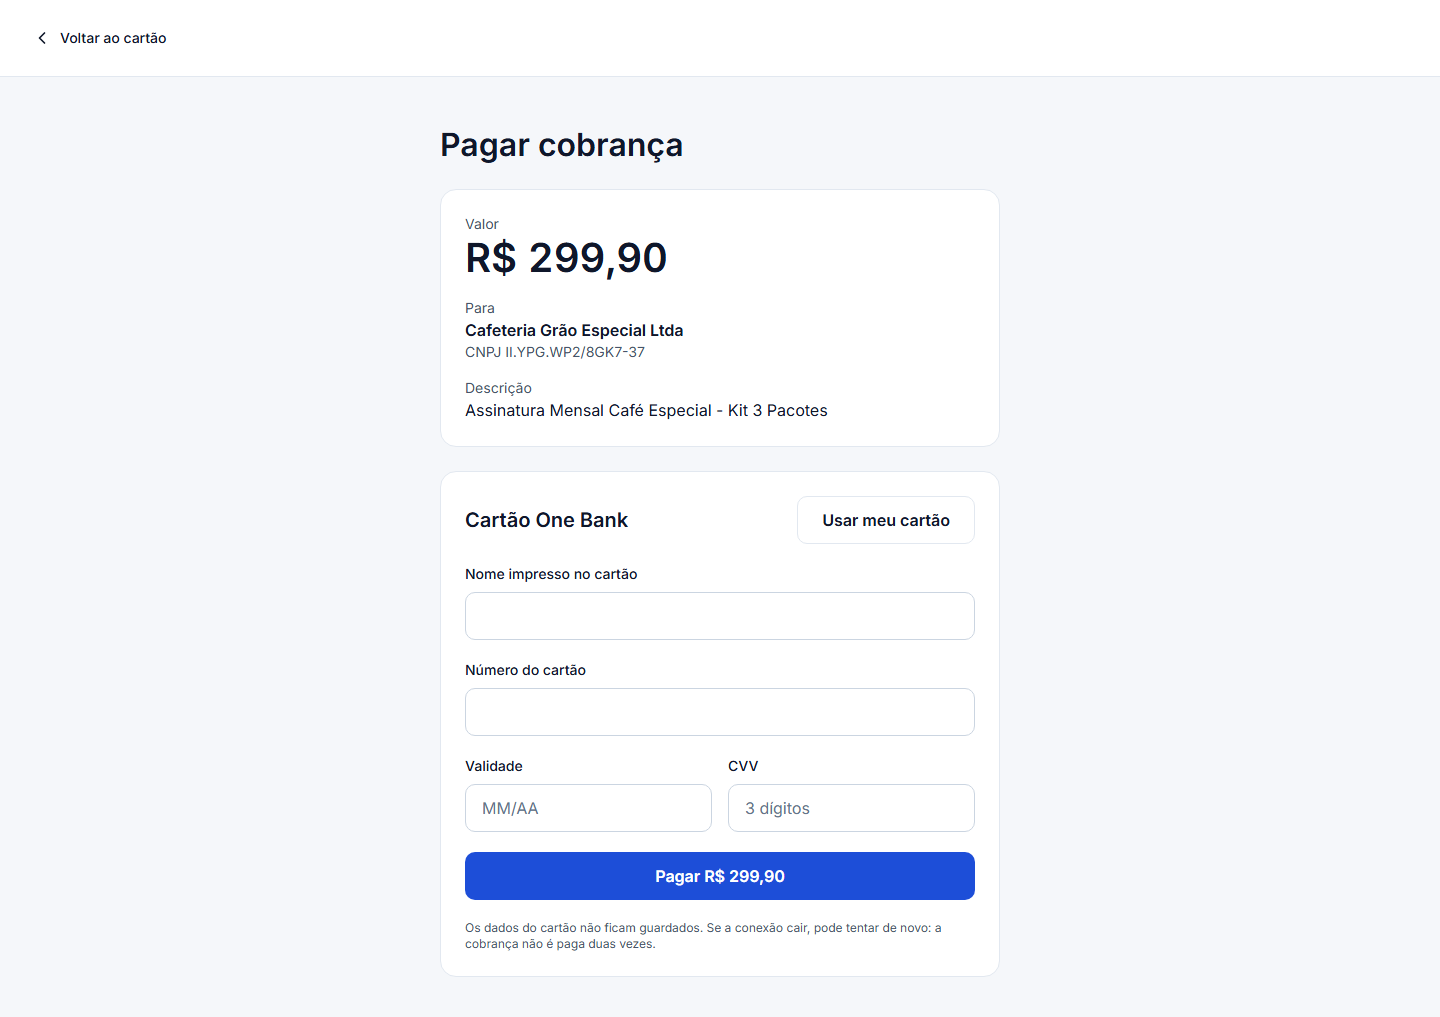 Voltar ao cartão
Pagar cobrança
Valor
R$ 299,90
Para
Cafeteria Grão Especial Ltda
CNPJ II.YPG.WP2/8GK7-37
Descrição
Assinatura Mensal Café Especial - Kit 3 Pacotes
Cartão One Bank
Usar meu cartão
Nome impresso no cartão
Número do cartão
Validade
CVV
MM/AA
3 dígitos
Pagar R$ 299,90
Os dados do cartão não ficam guardados. Se a conexão cair, pode tentar de novo: a
cobrança não é paga duas vezes.